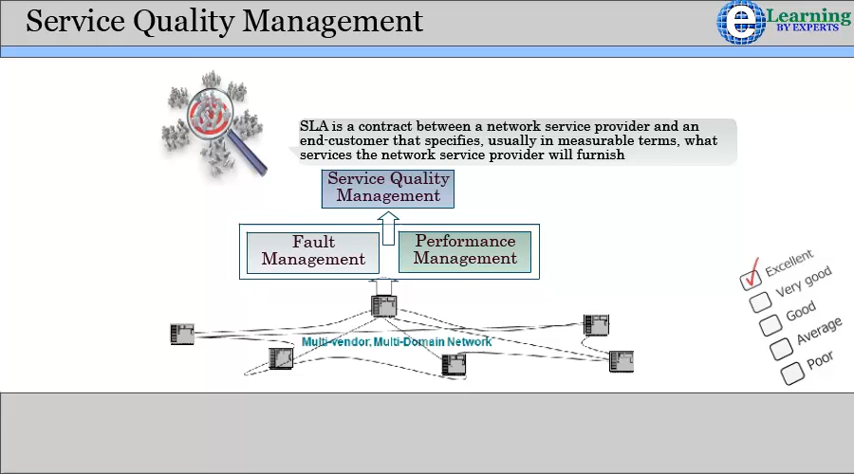 Service Quality Management
e Learning
BY EXPERTS
SLA is a contract between a network service provider and an
end-customer that specifies, usually in measurable terms, what
services the network service provider will furnish
Service Quality
Management
Fault
Management
Performance
Management
Multi-vendor, Multi-Domain Network
Excellent
Very good
Good
Average
Poor